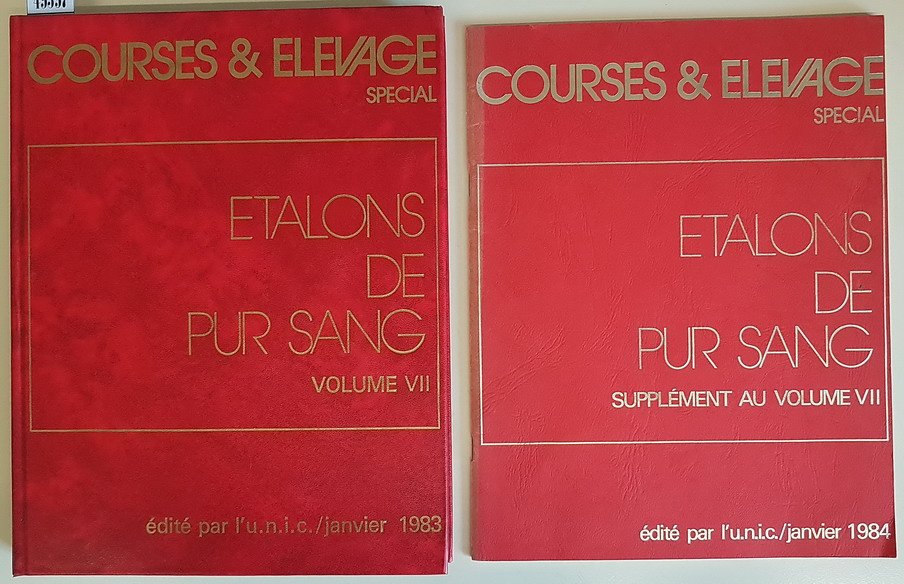 COURSES & ELEVAGE
SPECIAL
ETALONS
DE
PUR SANG
VOLUME VII
édité par l'u.n.i.c./janvier 1983
COURSES & ELEVAGE
SPECIAL
ETALONS
DE
PUR SANG
SUPPLÉMENT AU VOLUME VII
édité par l'u.n.i.c./janvier 1984